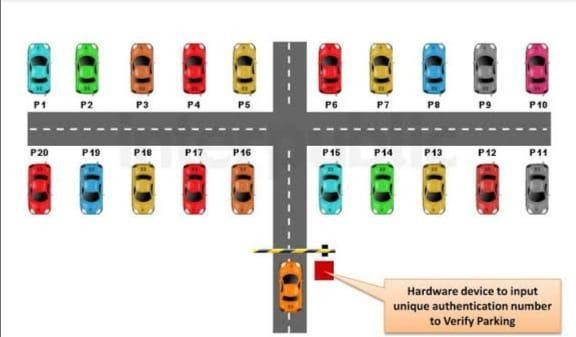 P1 P2 P3 P4 P5 P6 P7 P8 P9 P10
P20 P19 P18 P17 P16 P15 P14 P13 P12 P11
Hardware device to input
unique authentication number
to Verify Parking